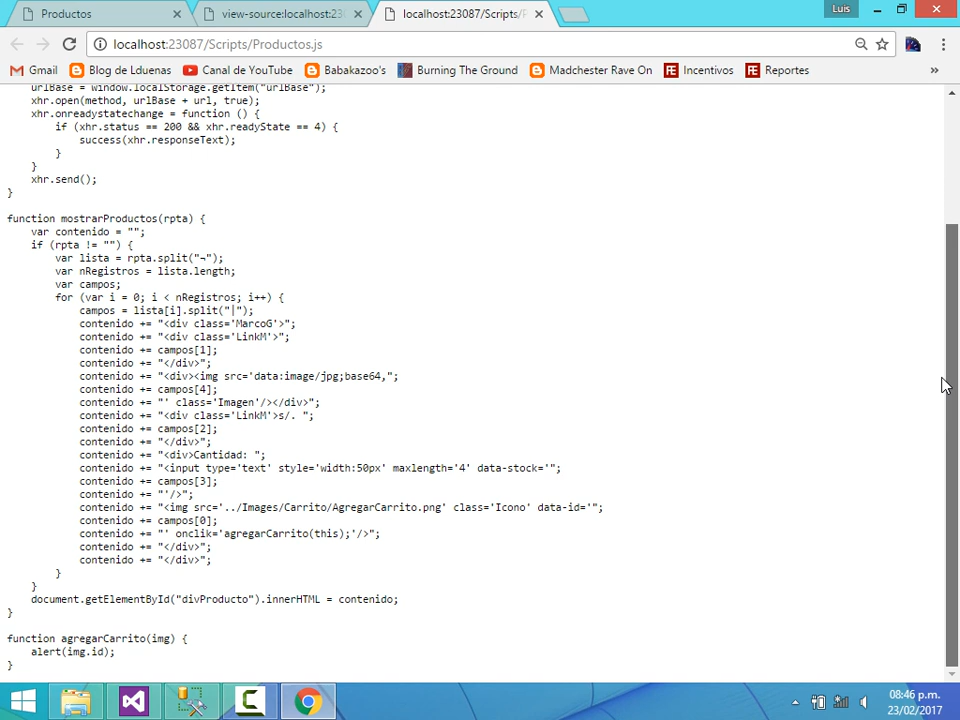 Luis
Productos
view-source:localhost:23
localhost:23087/Scripts/P
localhost:23087/Scripts/Productos.js
Gmail
Blog de Lduenas
Canal de YouTube
Babakazoo's
Burning The Ground
Madchester Rave On
FE
Incentivos
FE
Reportes
»
urlBase = window.localStorage.getItem("urlBase");
xhr.open(method, urlBase + url, true);
xhr.onreadystatechange = function () {
if (xhr.status == 200 && xhr.readyState == 4) {
success(xhr.responseText);
}
}
xhr.send();
}
function mostrarProductos(rpta) {
var contenido = "";
if (rpta != "") {
var lista = rpta.split("¬");
var nRegistros = lista.length;
var campos;
for (var i = 0; i < nRegistros; i++) {
campos = lista[i].split("|");
contenido += "<div class='MarcoG'>";
contenido += "<div class='LinkM'>";
contenido += campos[1];
contenido += "</div>";
contenido += "<div><img src='data:image/jpg;base64,";
contenido += campos[4];
contenido += "' class='Imagen'/></div>";
contenido += "<div class='LinkM'>s/. ";
contenido += campos[2];
contenido += "</div>";
contenido += "<div>Cantidad: ";
contenido += "<input type='text' style='width:50px' maxlength='4' data-stock='";
contenido += campos[3];
contenido += "'/>";
contenido += "<img src='../Images/Carrito/AgregarCarrito.png' class='Icono' data-id='";
contenido += campos[0];
contenido += "' onclik='agregarCarrito(this);'/>";
contenido += "</div>";
contenido += "</div>";
}
}
document.getElementById("divProducto").innerHTML = contenido;
}
function agregarCarrito(img) {
alert(img.id);
}
08:46 p.m.
23/02/2017